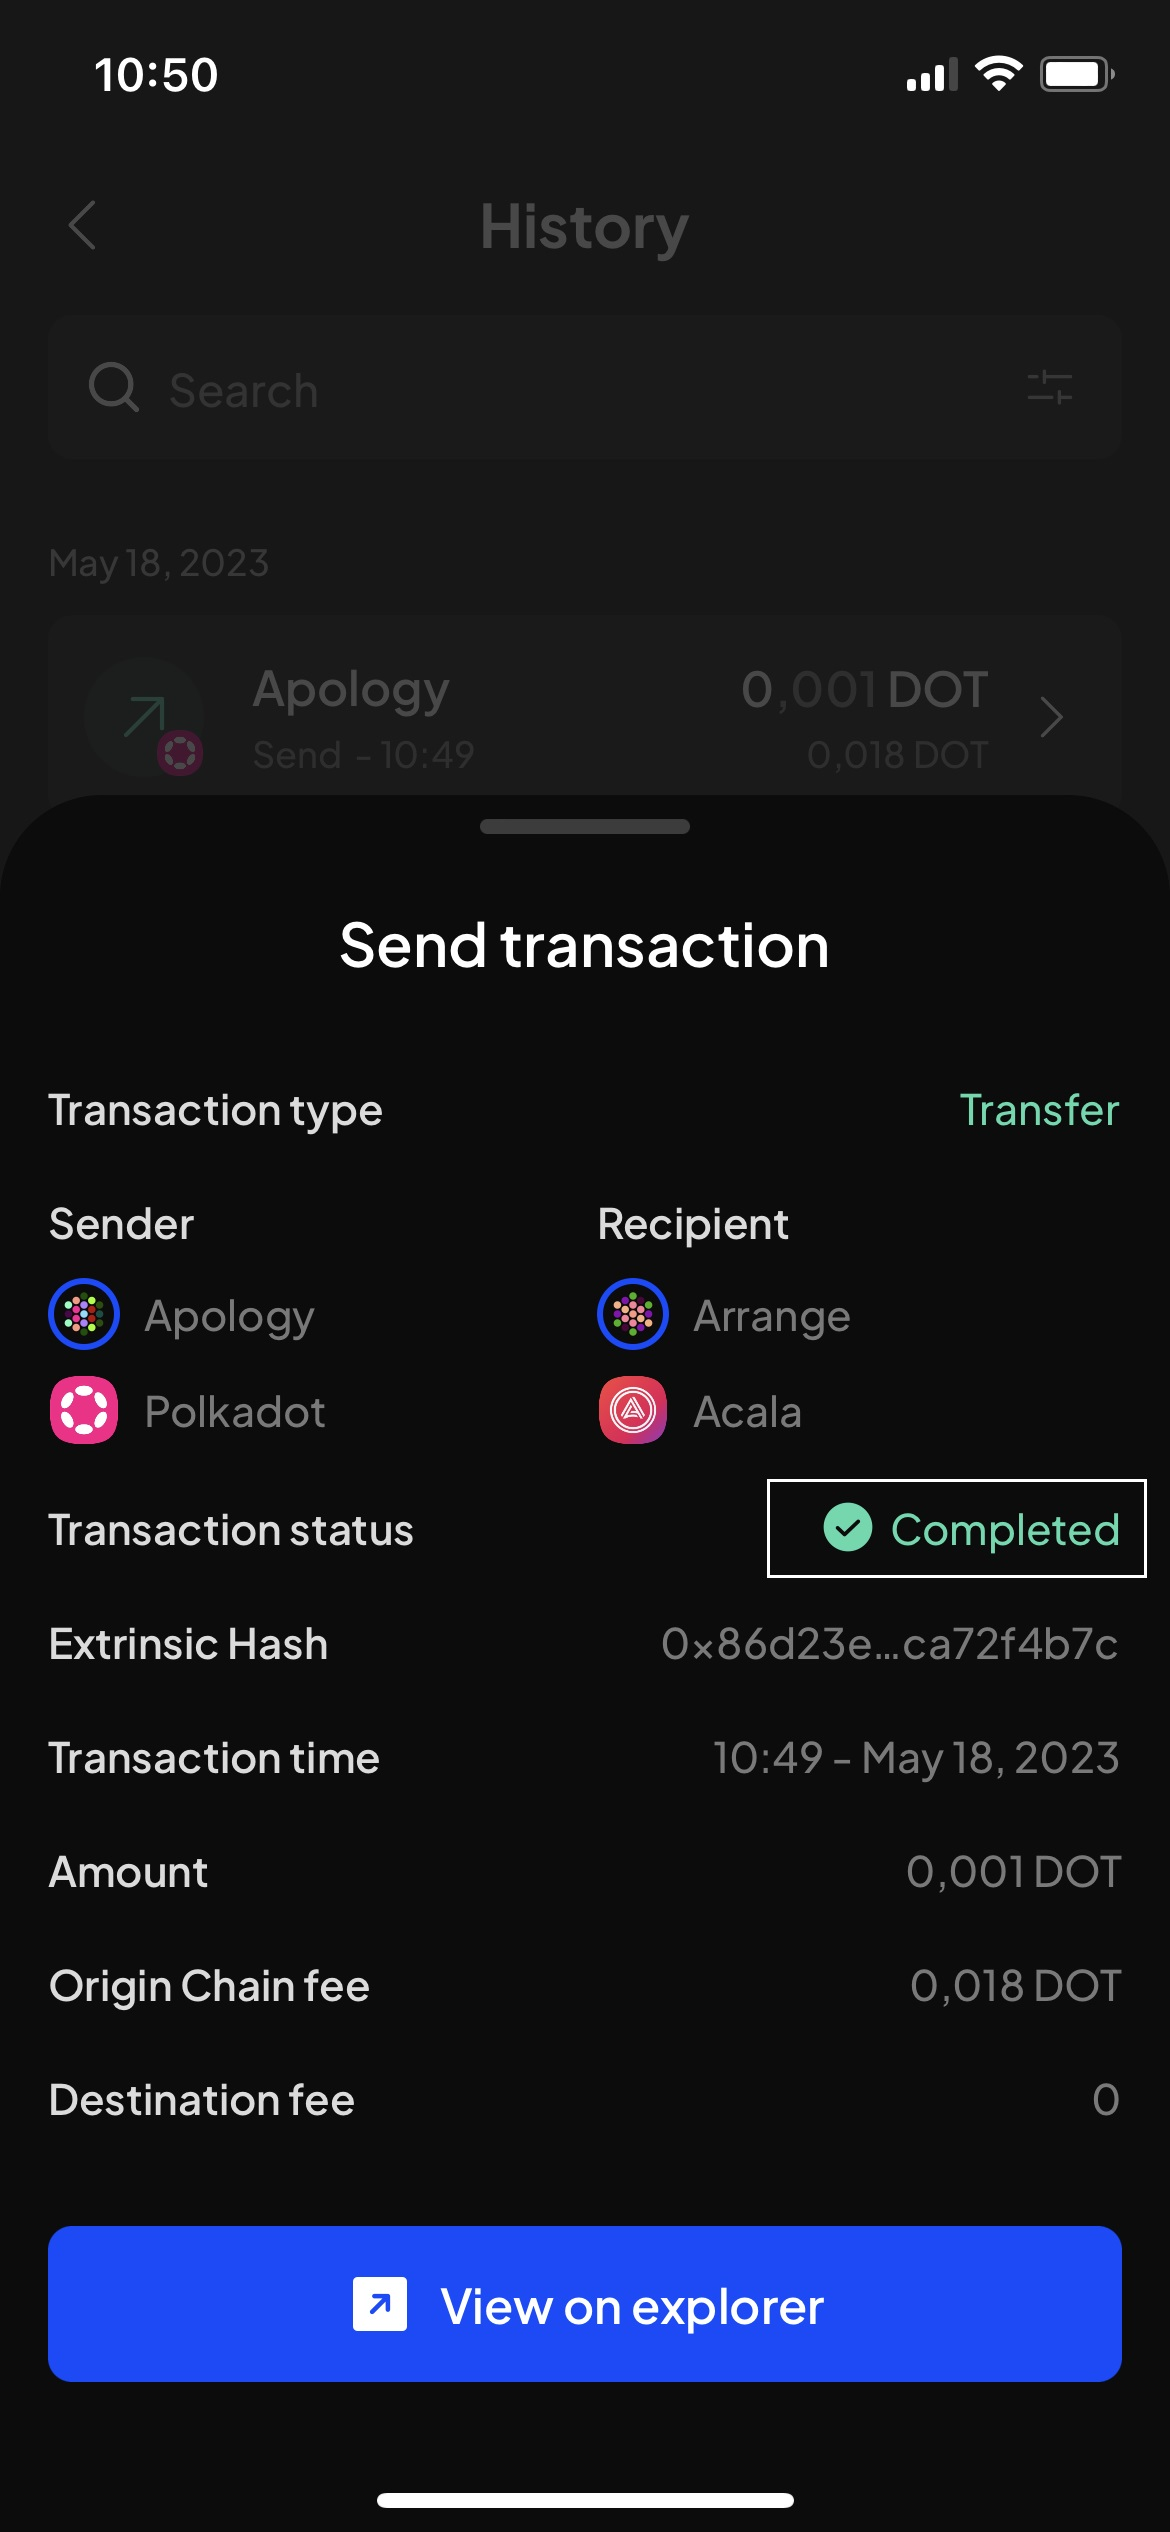 10:50
History
Search
May 18, 2023
Apology 0,001 DOT
Send - 10:49 0,018 DOT
Send transaction
Transaction type Transfer
Sender Recipient
Apology Arrange
Polkadot Acala
Transaction status Completed
Extrinsic Hash 0x86d23e...ca72f4b7c
Transaction time 10:49 - May 18, 2023
Amount 0,001 DOT
Origin Chain fee 0,018 DOT
Destination fee 0
View on explorer